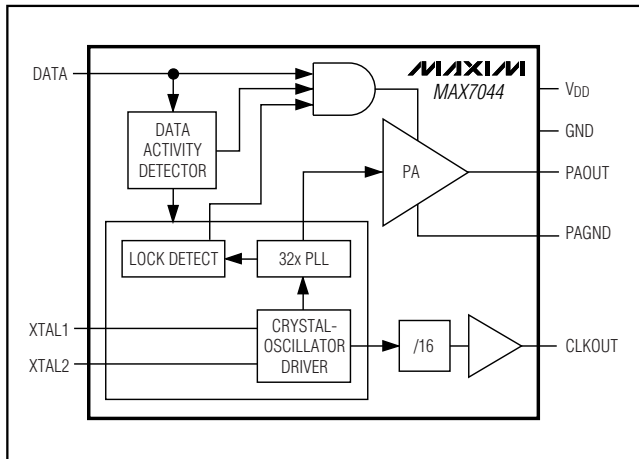 DATA
MAXIM
MAX7044
VDD
GND
DATA
ACTIVITY
DETECTOR
PA
PAOUT
PAGND
LOCK DETECT
32x PLL
XTAL1
XTAL2
CRYSTAL-
OSCILLATOR
DRIVER
/16
CLKOUT